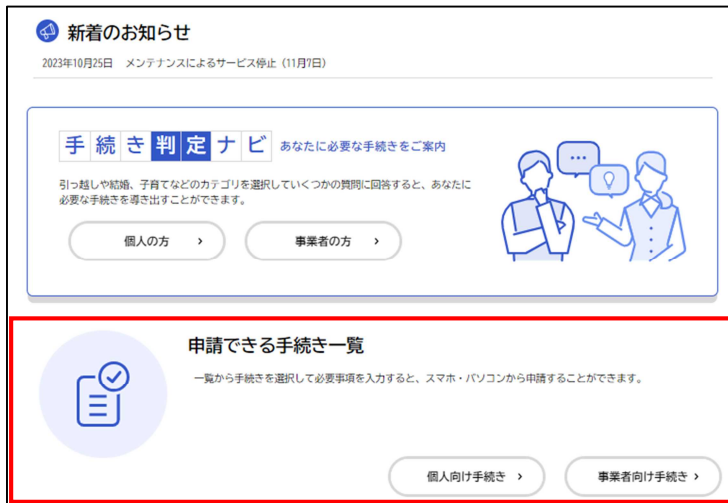 新着のお知らせ
2023年10月25日 メンテナンスによるサービス停止（11月7日）
手続き判定ナビ あなたに必要な手続きをご案内
引っ越しや結婚、子育てなどのカテゴリを選択していくつかの質問に回答すると、あなたに
必要な手続きを導き出すことができます。
個人の方 ›
事業者の方 ›
申請できる手続き一覧
一覧から手続きを選択して必要事項を入力すると、スマホ・パソコンから申請することができます。
個人向け手続き ›
事業者向け手続き ›